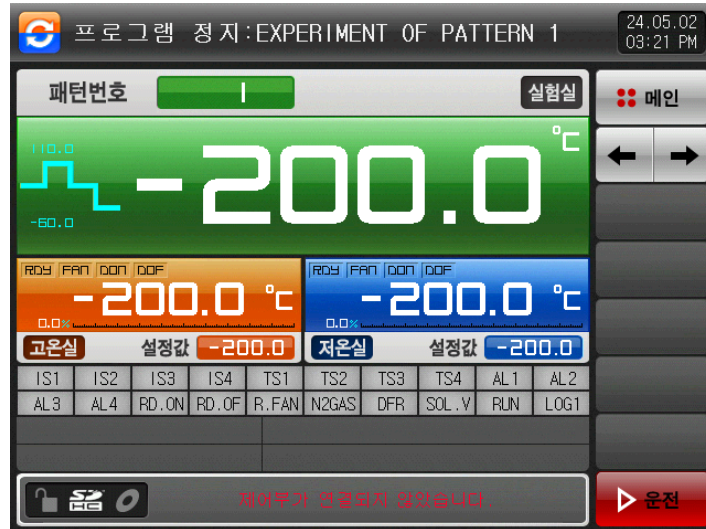 프로그램 정지:EXPERIMENT OF PATTERN 1
24.05.02
03:21 PM
패턴번호 1 실험실
메인
110.0
-60.0
-200.0 ℃
RDY FAN DON DOF
-200.0 ℃
0.0%
고온실 설정값 -200.0
RDY FAN DON DOF
-200.0 ℃
0.0%
저온실 설정값 -200.0
IS1 IS2 IS3 IS4 TS1 TS2 TS3 TS4 AL1 AL2
AL3 AL4 RD.ON RD.OF R.FAN N2GAS DFR SOL.V RUN LOG1
제어부가 연결되지 않았습니다.
운전